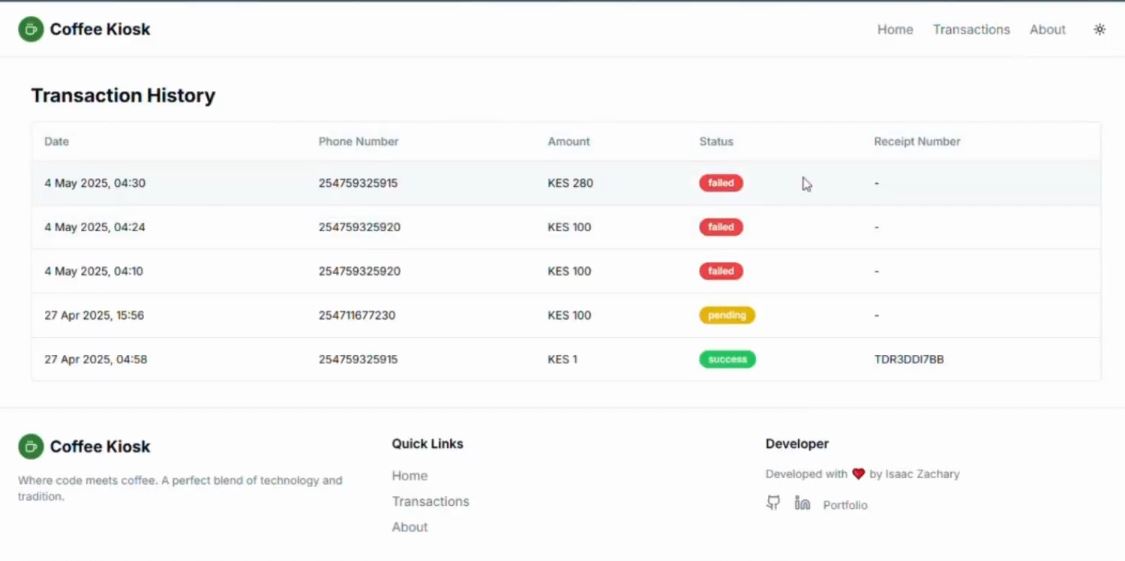 Coffee Kiosk
Home Transactions About
Transaction History
Date Phone Number Amount Status Receipt Number
4 May 2025, 04:30 254759325915 KES 280 failed -
4 May 2025, 04:24 254759325920 KES 100 failed -
4 May 2025, 04:10 254759325920 KES 100 failed -
27 Apr 2025, 15:56 254711677230 KES 100 pending -
27 Apr 2025, 04:58 254759325915 KES 1 success TDR3DDI7BB
Coffee Kiosk
Where code meets coffee. A perfect blend of technology and
tradition.
Quick Links
Home
Transactions
About
Developer
Developed with ❤️ by Isaac Zachary
Portfolio